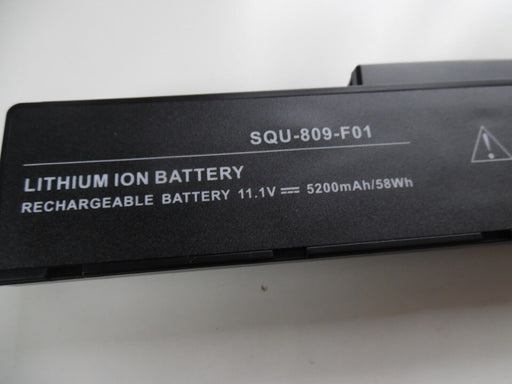 SQU-809-F01
LITHIUM ION BATTERY
RECHARGEABLE BATTERY 11.1V ⎓ 5200mAh/58Wh